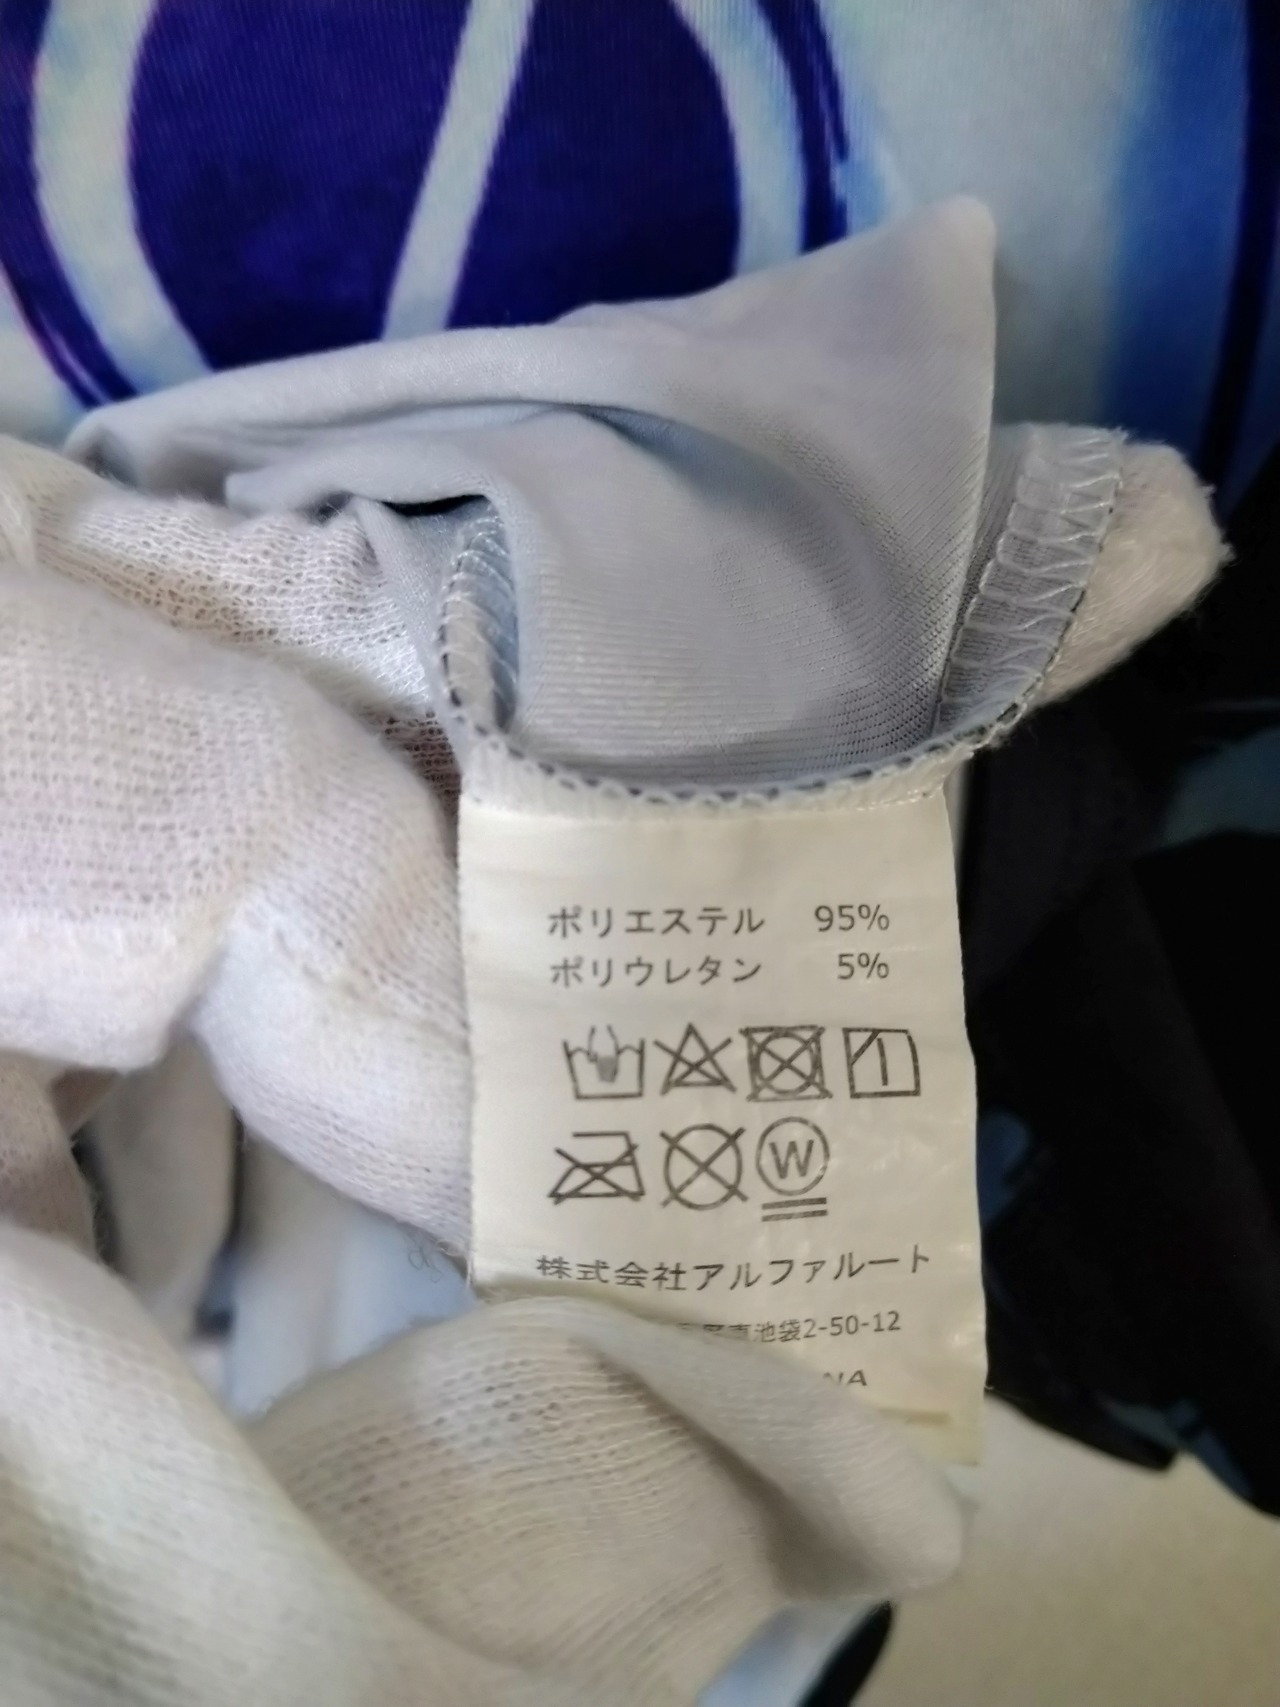 ポリエステル 95%
ポリウレタン 5%
W
株式会社アルファルート
東池袋2-50-12